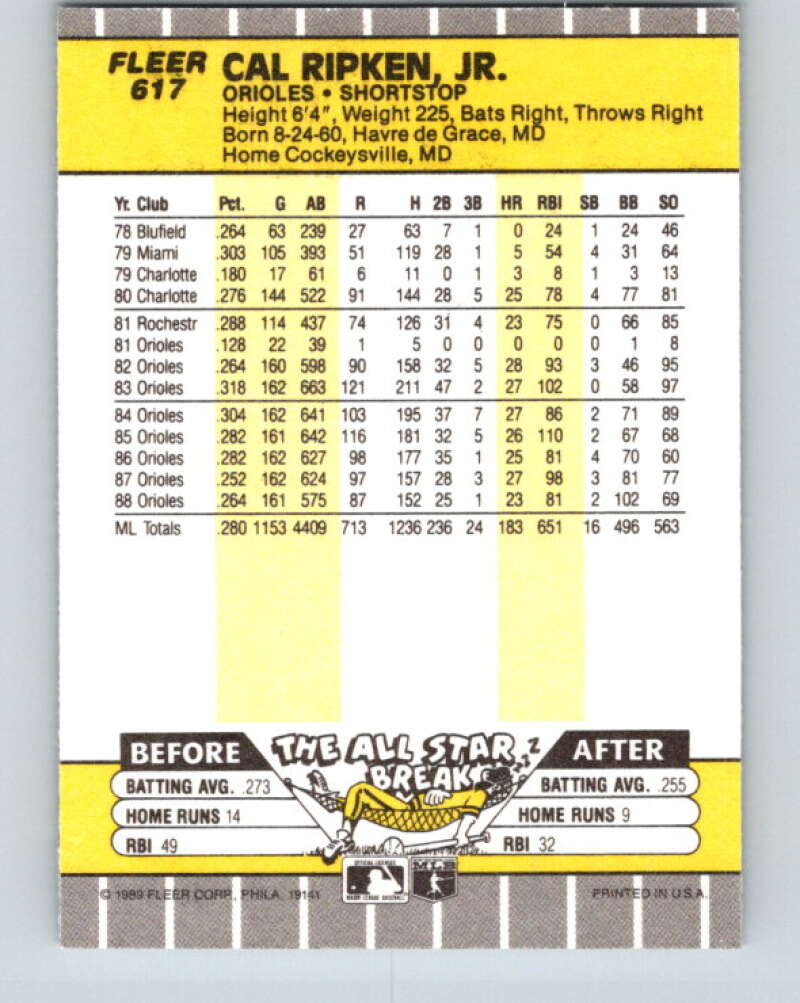 FLEER CAL RIPKEN, JR.
617 ORIOLES • SHORTSTOP
Height 6'4", Weight 225, Bats Right, Throws Right
Born 8-24-60, Havre de Grace, MD
Home Cockeysville, MD
Yr. Club Pct. G AB R H 2B 3B HR RBI SB BB SO
78 Blufield .264 63 239 27 63 7 1 0 24 1 24 46
79 Miami .303 105 393 51 119 28 1 5 54 4 31 64
79 Charlotte .180 17 61 6 11 0 1 3 8 1 3 13
80 Charlotte .276 144 522 91 144 28 5 25 78 4 77 81
81 Rochestr .288 114 437 74 126 31 4 23 75 0 66 85
81 Orioles .128 22 39 1 5 0 0 0 0 0 1 8
82 Orioles .264 160 598 90 158 32 5 28 93 3 46 95
83 Orioles .318 162 663 121 211 47 2 27 102 0 58 97
84 Orioles .304 162 641 103 195 37 7 27 86 2 71 89
85 Orioles .282 161 642 116 181 32 5 26 110 2 67 68
86 Orioles .282 162 627 98 177 35 1 25 81 4 70 60
87 Orioles .252 162 624 97 157 28 3 27 98 3 81 77
88 Orioles .264 161 575 87 152 25 1 23 81 2 102 69
ML Totals .280 1153 4409 713 1236 236 24 183 651 16 496 563
BEFORE THE ALL STAR BREAK ZZZ AFTER
BATTING AVG. .273 BATTING AVG. .255
HOME RUNS 14 HOME RUNS 9
RBI 49 RBI 32
OFFICIAL LICENSEE MLB
MAJOR LEAGUE BASEBALL
© 1989 FLEER CORP., PHILA. 19141 PRINTED IN U.S.A.